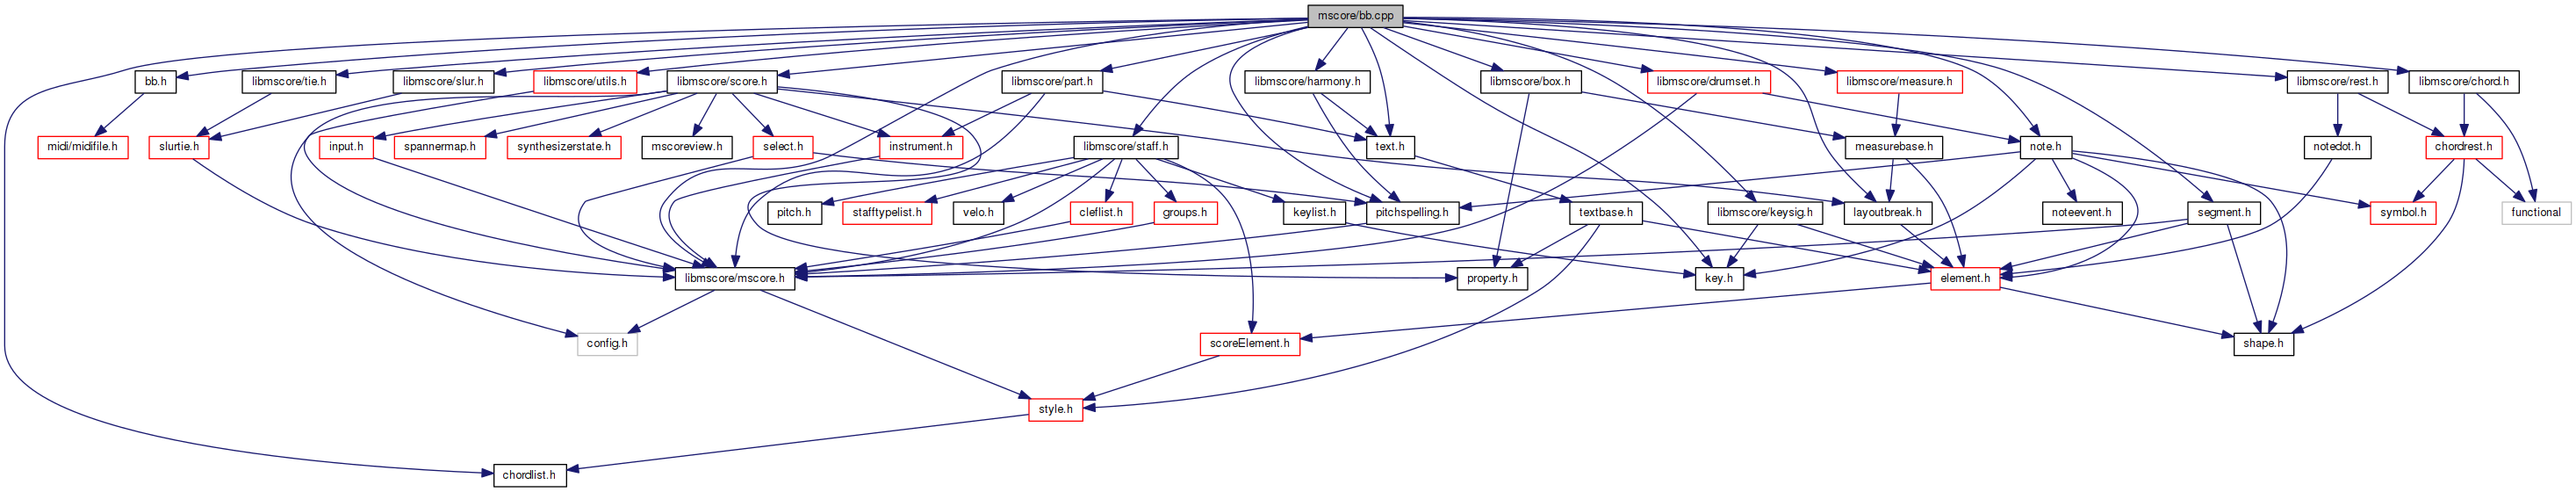 mscore/bb.cpp
bb.h
libmscore/tie.h
libmscore/slur.h
libmscore/utils.h
libmscore/score.h
libmscore/part.h
libmscore/harmony.h
libmscore/box.h
libmscore/drumset.h
libmscore/measure.h
libmscore/rest.h
libmscore/chord.h
midi/midifile.h
slurtie.h
input.h
spannermap.h
synthesizerstate.h
mscoreview.h
select.h
instrument.h
libmscore/staff.h
text.h
measurebase.h
note.h
notedot.h
chordrest.h
pitch.h
stafftypelist.h
velo.h
cleflist.h
groups.h
keylist.h
pitchspelling.h
textbase.h
libmscore/keysig.h
layoutbreak.h
noteevent.h
segment.h
symbol.h
functional
libmscore/mscore.h
property.h
key.h
element.h
config.h
scoreElement.h
shape.h
style.h
chordlist.h